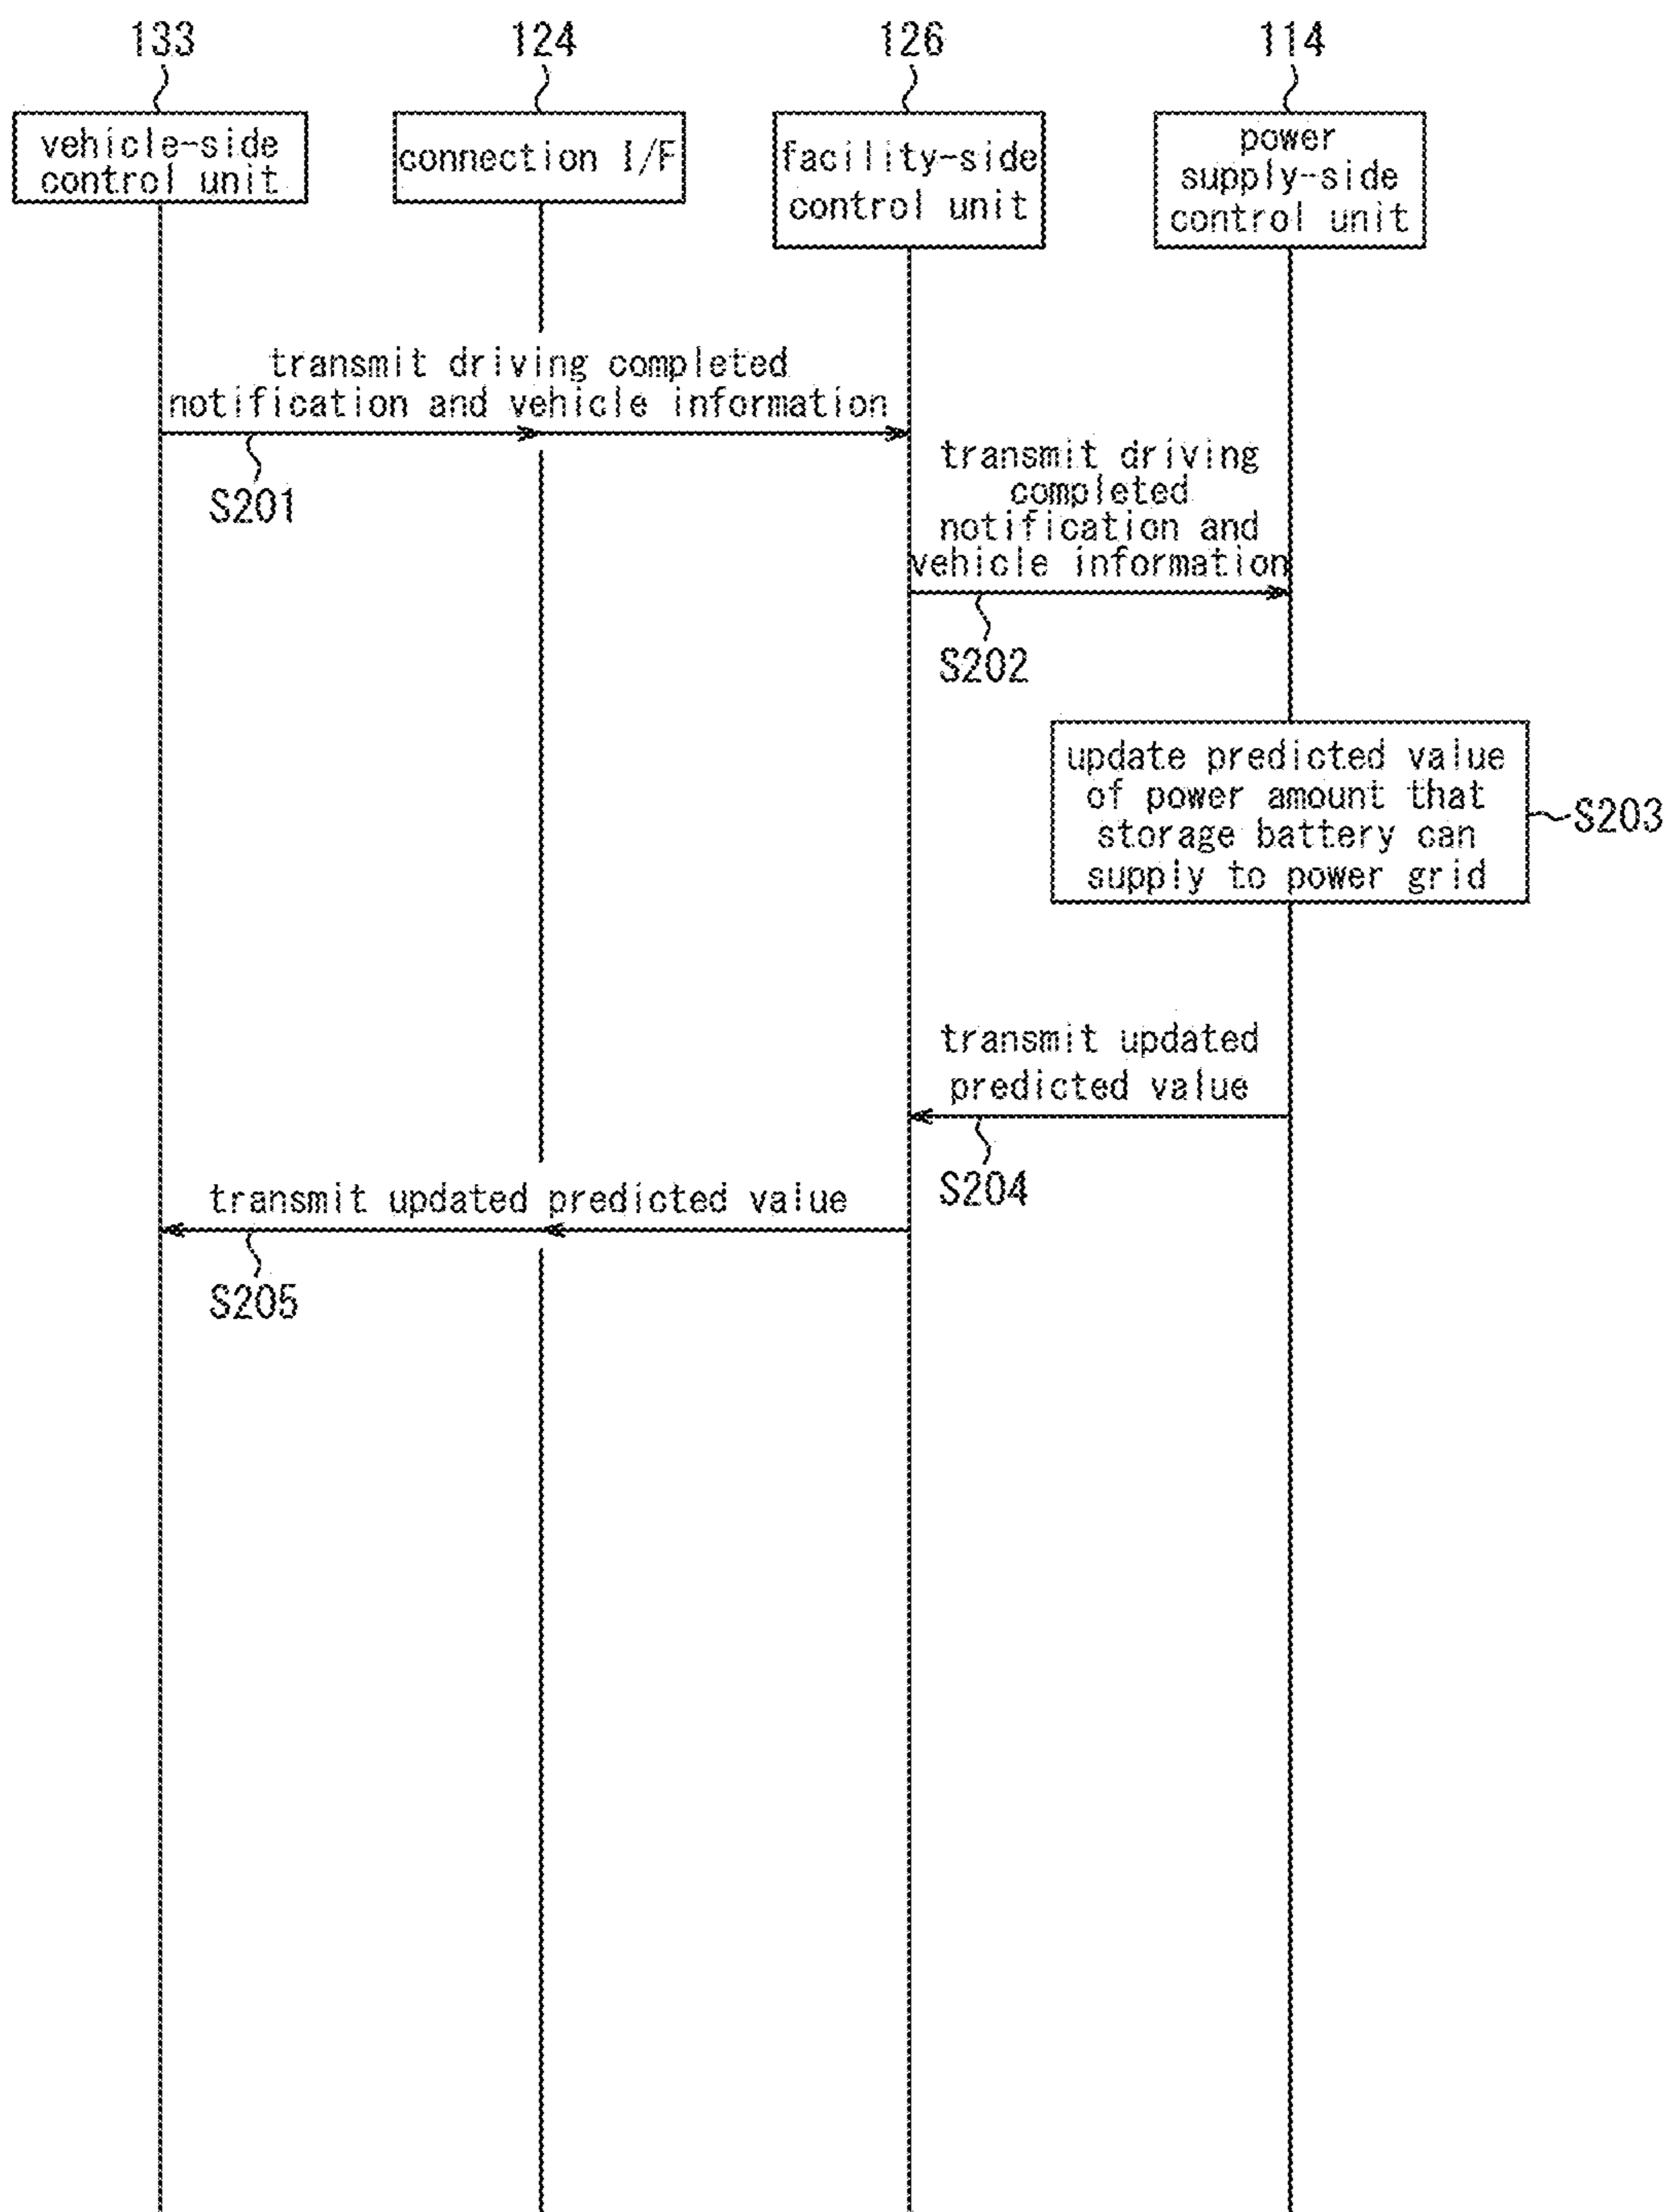 133
124
126
114
vehicle-side
control unit
connection I/F
facility-side
control unit
power
supply-side
control unit
transmit driving completed
notification and vehicle information
S201
transmit driving
completed
notification and
vehicle information
S202
update predicted value
of power amount that
storage battery can
supply to power grid
S203
transmit updated
predicted value
S204
transmit updated predicted value
S205